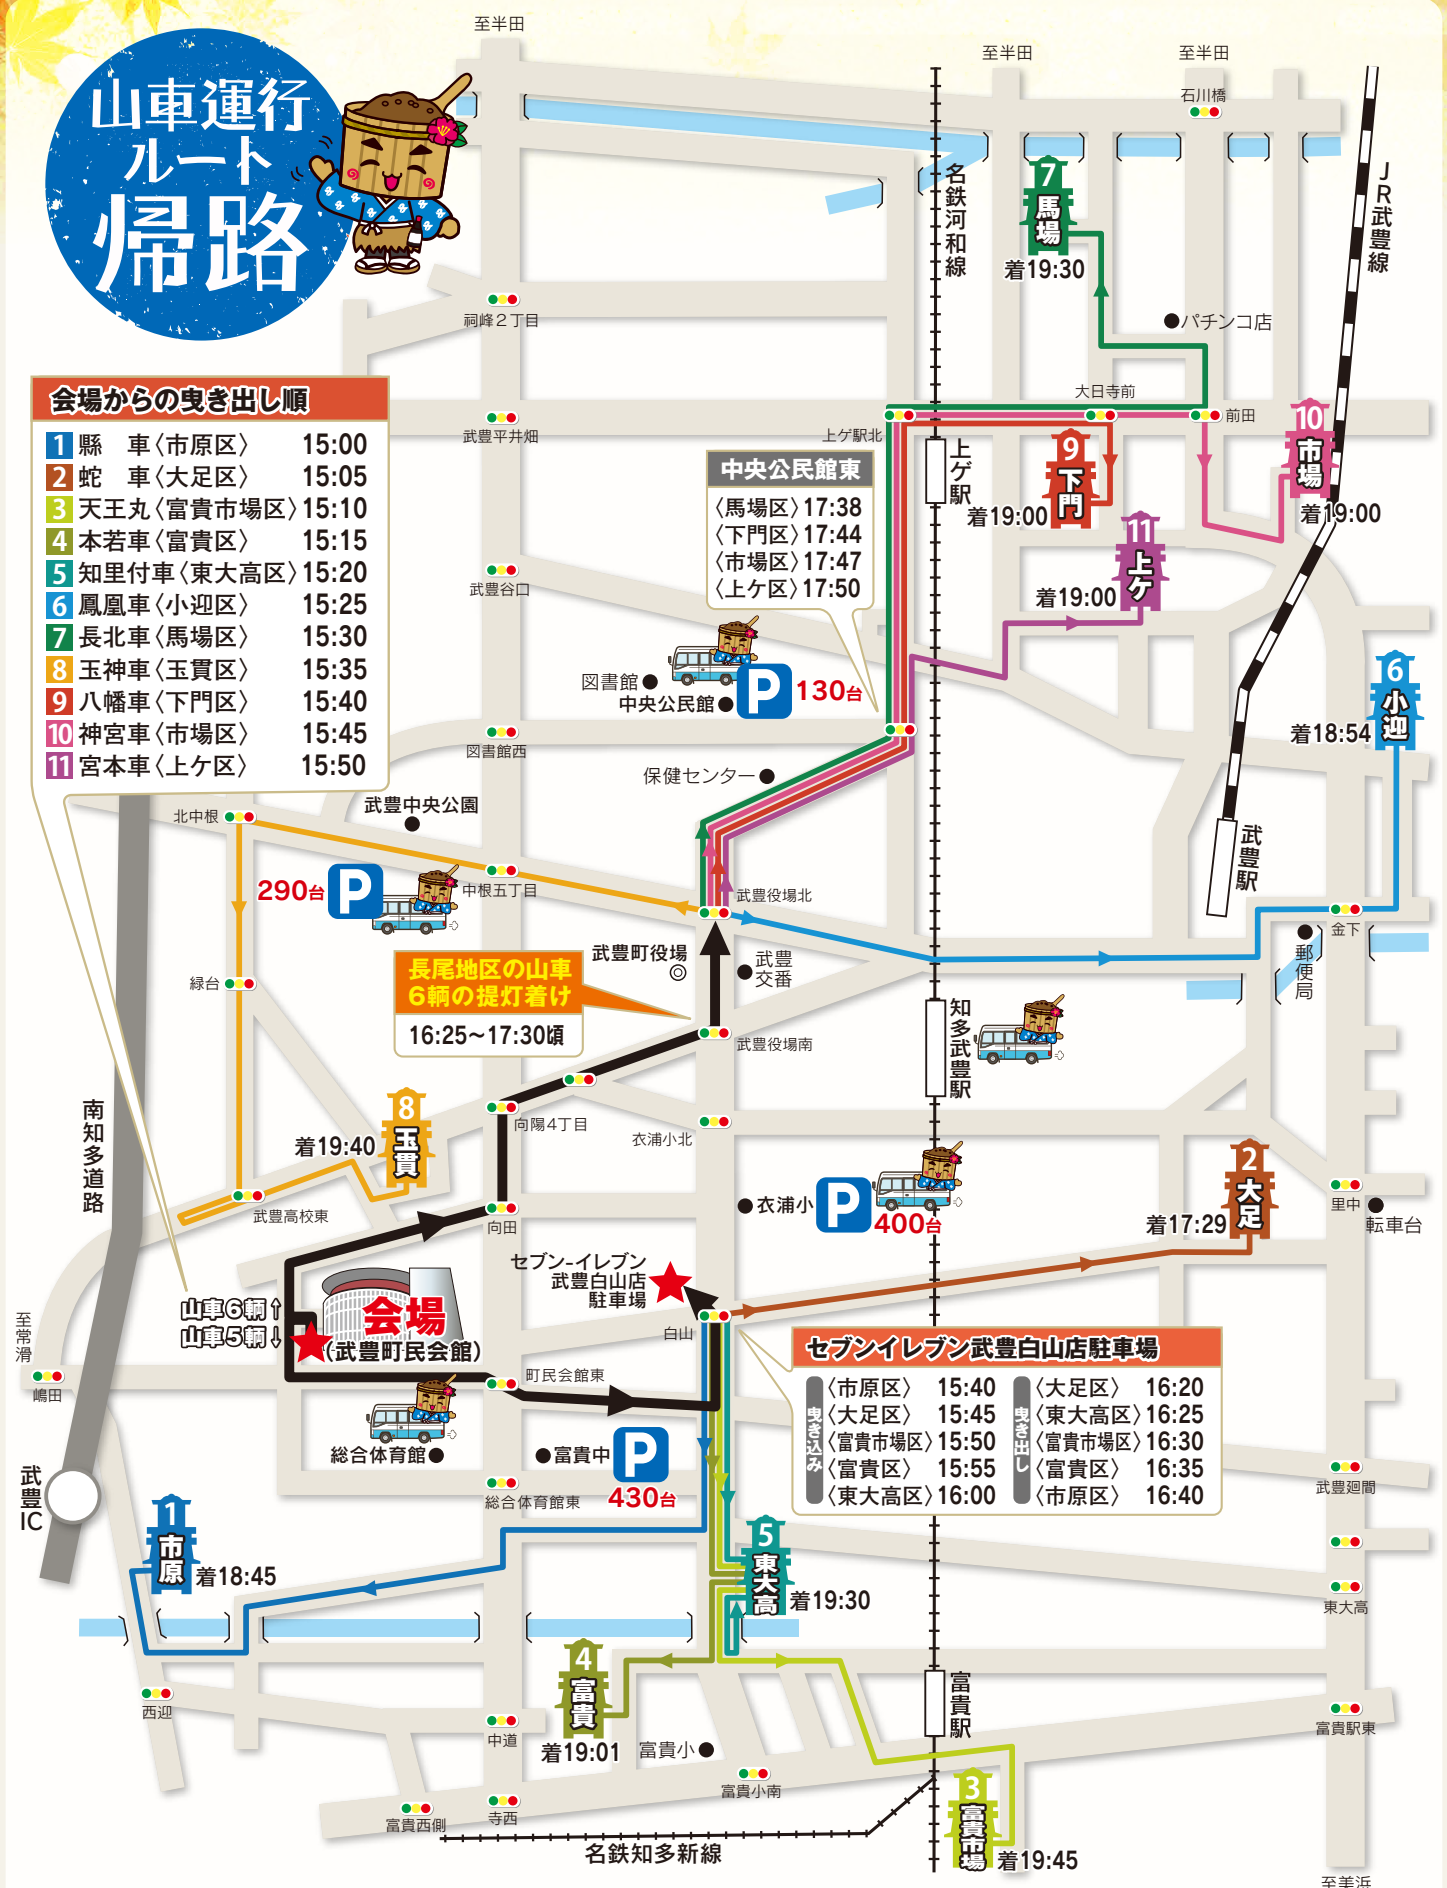 山車運行
ルート
帰路
至半田
至半田
至半田
石川橋
名鉄河和線
JR武豊線
7
馬場
着19:30
祠峰2丁目
パチンコ店
会場からの曳き出し順
1 縣　車〈市原区〉 15:00
2 蛇　車〈大足区〉 15:05
3 天王丸〈富貴市場区〉 15:10
4 本若車〈富貴区〉 15:15
5 知里付車〈東大高区〉 15:20
6 鳳凰車〈小迎区〉 15:25
7 長北車〈馬場区〉 15:30
8 玉神車〈玉貫区〉 15:35
9 八幡車〈下門区〉 15:40
10 神宮車〈市場区〉 15:45
11 宮本車〈上ケ区〉 15:50
武豊平井畑
上ゲ駅北
大日寺前
前田
10
市場
着19:00
中央公民館東
〈馬場区〉17:38
〈下門区〉17:44
〈市場区〉17:47
〈上ケ区〉17:50
上ゲ駅
9
下門
着19:00
11
上ケ
着19:00
武豊谷口
図書館
中央公民館
P
130台
6
小迎
着18:54
図書館西
保健センター
北中根
武豊中央公園
290台
P
中根五丁目
武豊役場北
武豊駅
金下
郵便局
武豊町役場
武豊
交番
長尾地区の山車
6輌の提灯着け
16:25～17:30頃
緑台
武豊役場南
知多武豊駅
南知多道路
8
玉貫
着19:40
向陽4丁目
衣浦小北
武豊高校東
向田
衣浦小
P
400台
2
大足
着17:29
里中
転車台
セブン-イレブン
武豊白山店
駐車場
山車6輌↑
山車5輌↓
会場
(武豊町民会館)
白山
至常滑
嶋田
町民会館東
セブンイレブン武豊白山店駐車場
曳き込み
〈市原区〉 15:40
〈大足区〉 15:45
〈富貴市場区〉 15:50
〈富貴区〉 15:55
〈東大高区〉 16:00
曳き出し
〈大足区〉 16:20
〈東大高区〉 16:25
〈富貴市場区〉 16:30
〈富貴区〉 16:35
〈市原区〉 16:40
総合体育館
富貴中
P
430台
総合体育館東
武豊IC
武豊廻間
1
市原
着18:45
5
東大高
着19:30
東大高
4
富貴
着19:01
西迎
中道
富貴小
富貴駅
富貴駅東
富貴小南
富貴西側
寺西
3
富貴市場
着19:45
名鉄知多新線
至美浜